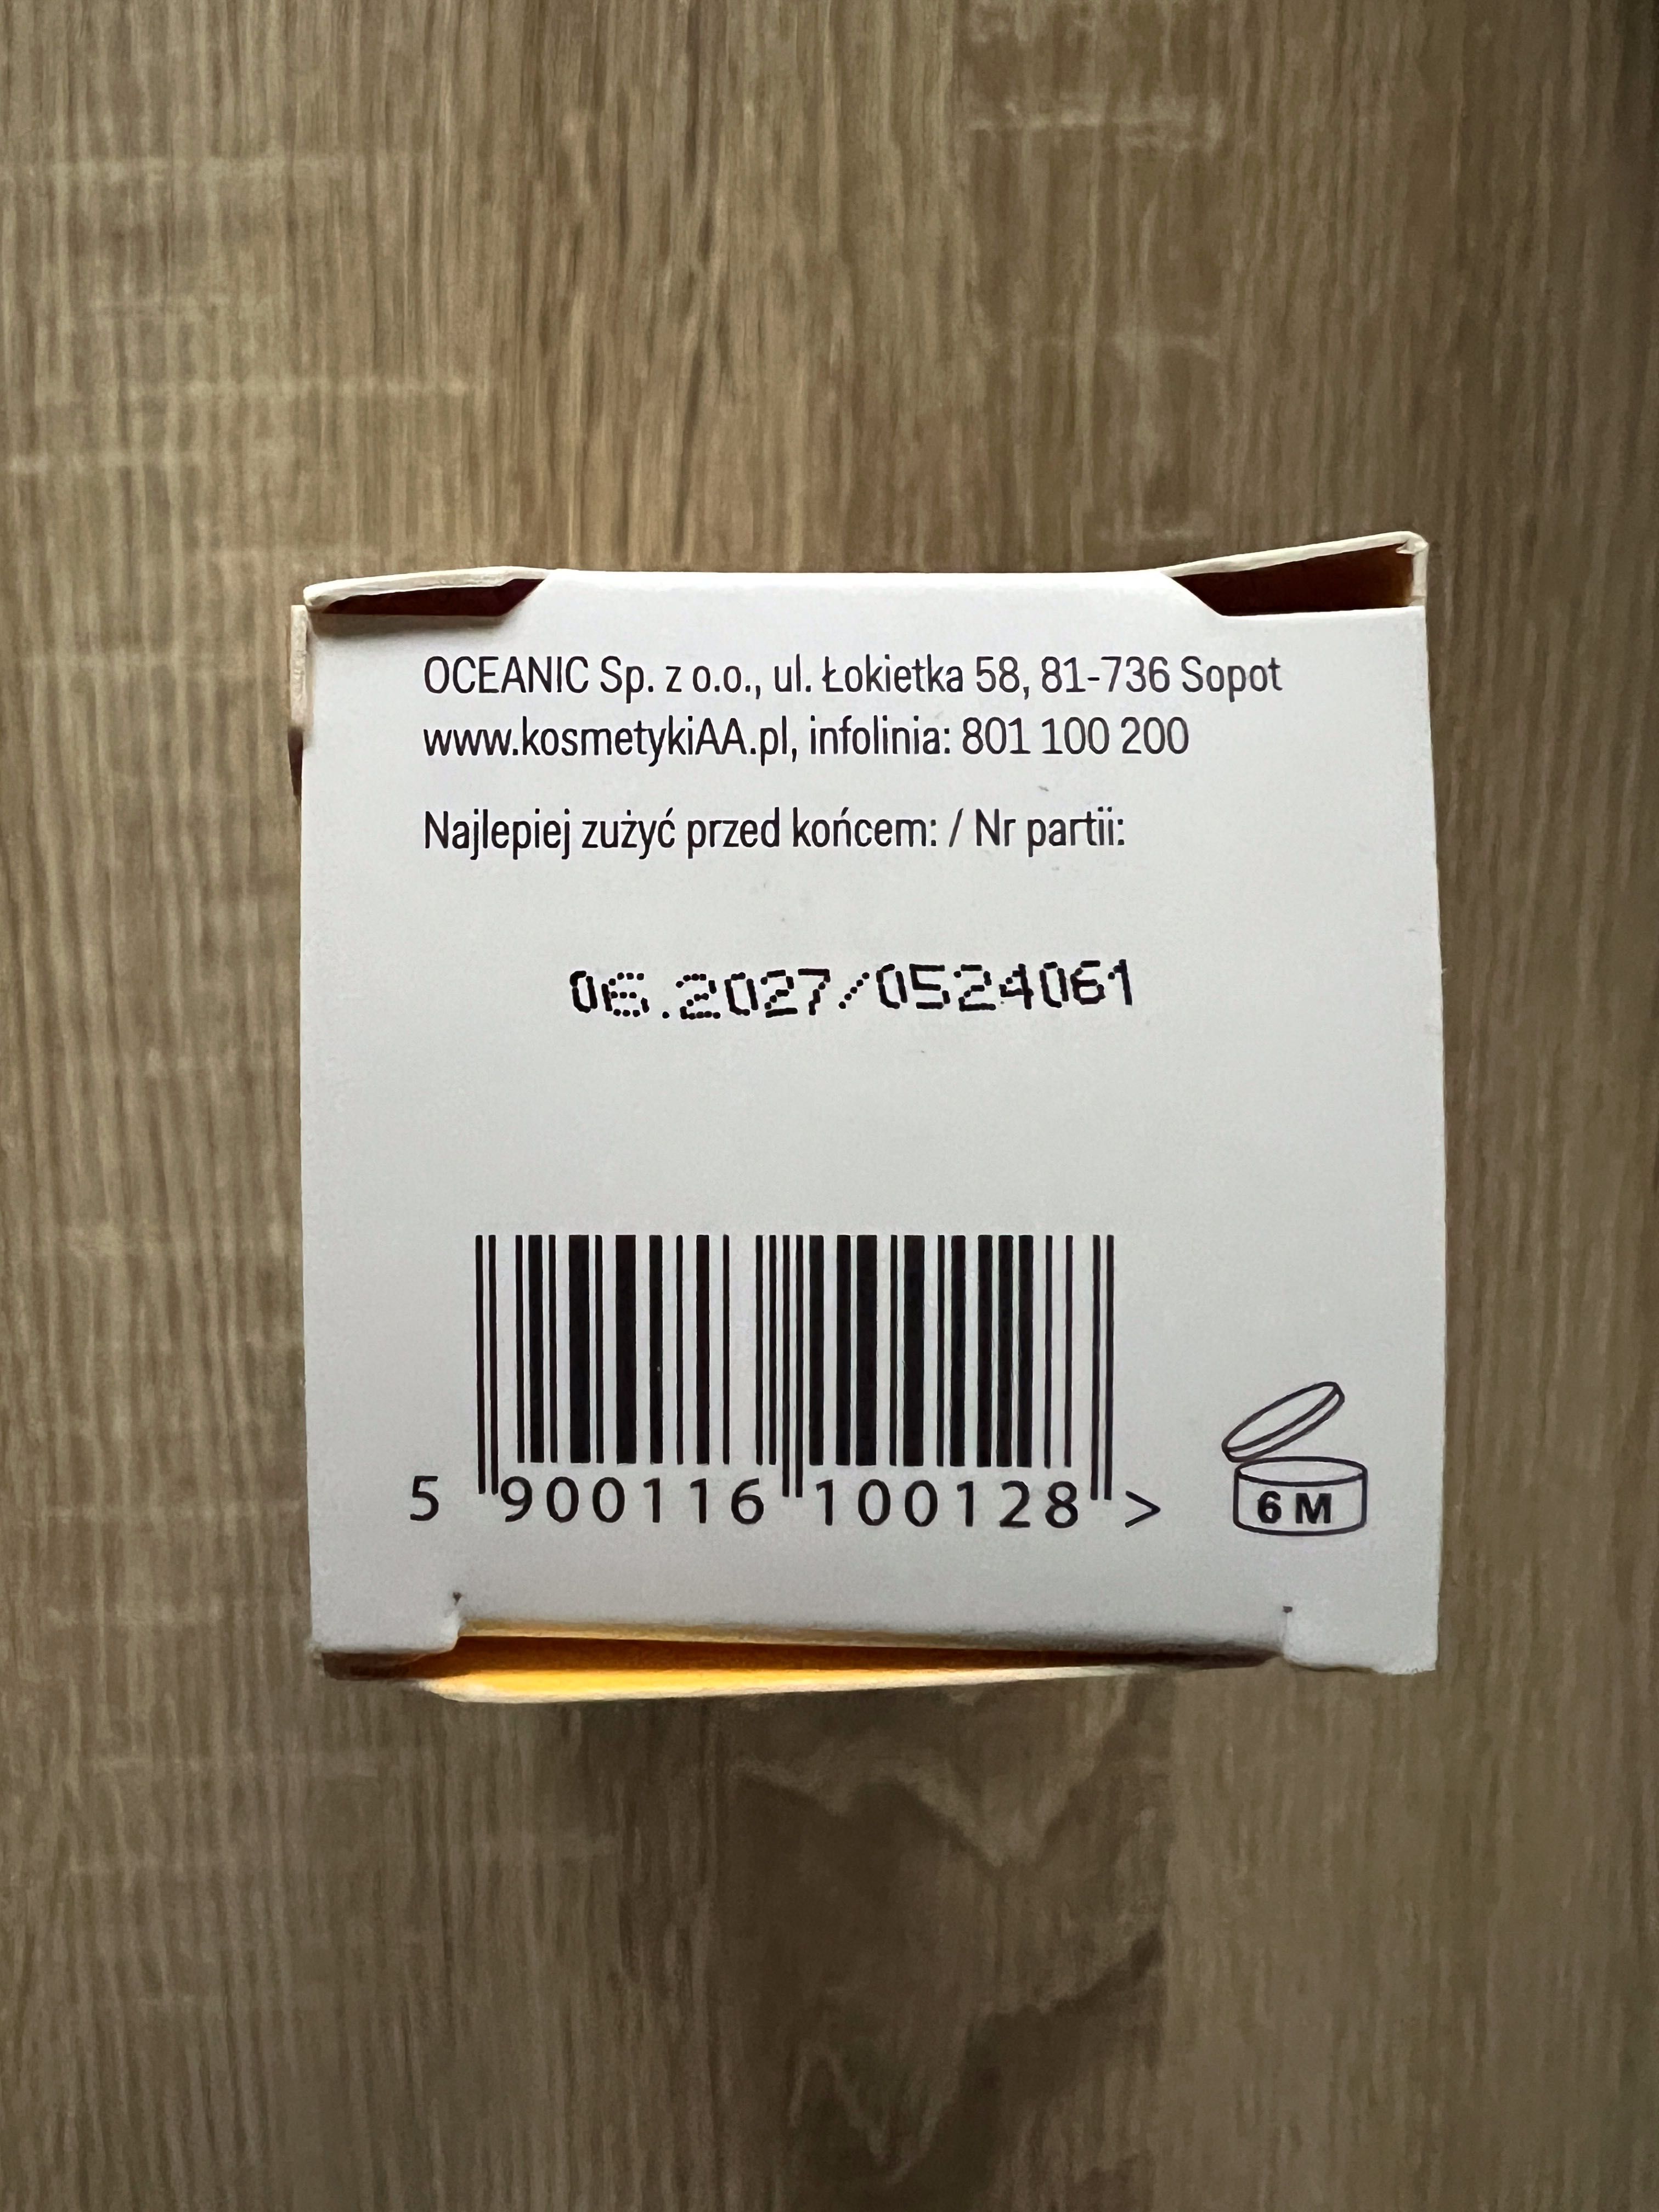 OCEANIC Sp. z o.o., ul. Łokietka 58, 81-736 Sopot
www.kosmetykiAA.pl, infolinia: 801 100 200
Najlepiej zużyć przed końcem: / Nr partii:
06.2027/0524061
5 900116 100128 >
6 M